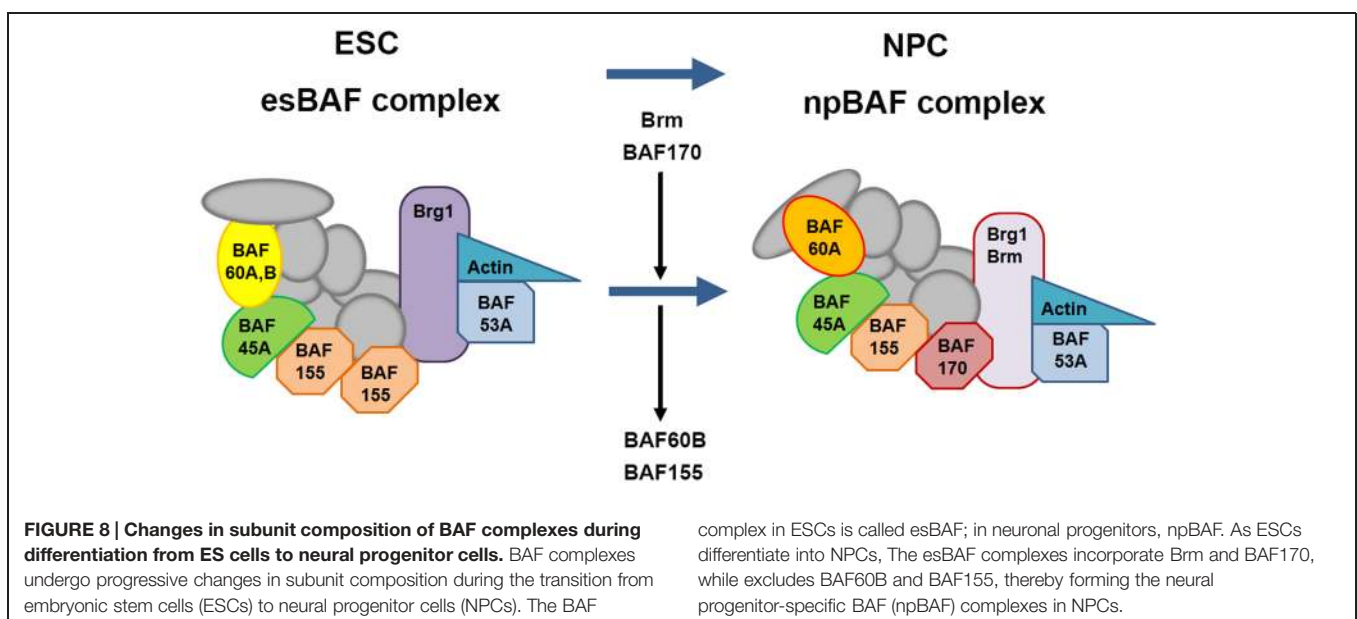 ESC
NPC
esBAF complex
npBAF complex
Brm
BAF170
Brg1
BAF
60A,B
Actin
BAF
53A
BAF
45A
BAF
155
BAF
155
BAF
60A
Brg1
Brm
BAF
45A
Actin
BAF
155
BAF
53A
BAF
170
BAF60B
BAF155
FIGURE 8 | Changes in subunit composition of BAF complexes during
differentiation from ES cells to neural progenitor cells. BAF complexes
undergo progressive changes in subunit composition during the transition from
embryonic stem cells (ESCs) to neural progenitor cells (NPCs). The BAF
complex in ESCs is called esBAF; in neuronal progenitors, npBAF. As ESCs
differentiate into NPCs, The esBAF complexes incorporate Brm and BAF170,
while excludes BAF60B and BAF155, thereby forming the neural
progenitor-specific BAF (npBAF) complexes in NPCs.